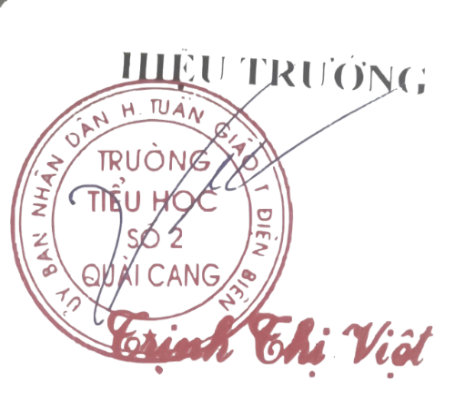 HIỆU TRƯỞNG
ỦY BAN NHÂN DÂN H. TUẦN GIÁO T ĐIỆN BIÊN
TRƯỜNG
TIỂU HỌC
SỐ 2
QUÀI CANG
Trịnh Thị Việt